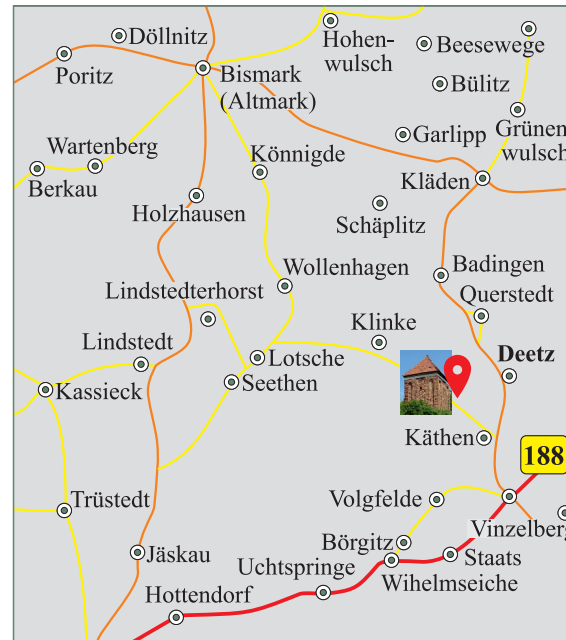 Döllnitz
Hohen-
wulsch
Beesewege
Poritz
Bismark
(Altmark)
Bülitz
Garlipp
Grünen
wulsch
Wartenberg
Berkau
Könnigde
Kläden
Holzhausen
Schäplitz
Wollenhagen
Badingen
Lindstedterhorst
Querstedt
Klinke
Lindstedt
Lotsche
Deetz
Kassieck
Seethen
Käthen
188
Trüstedt
Volgfelde
Vinzelberg
Börgitz
Jäskau
Uchtspringe
Staats
Wihelmseiche
Hottendorf